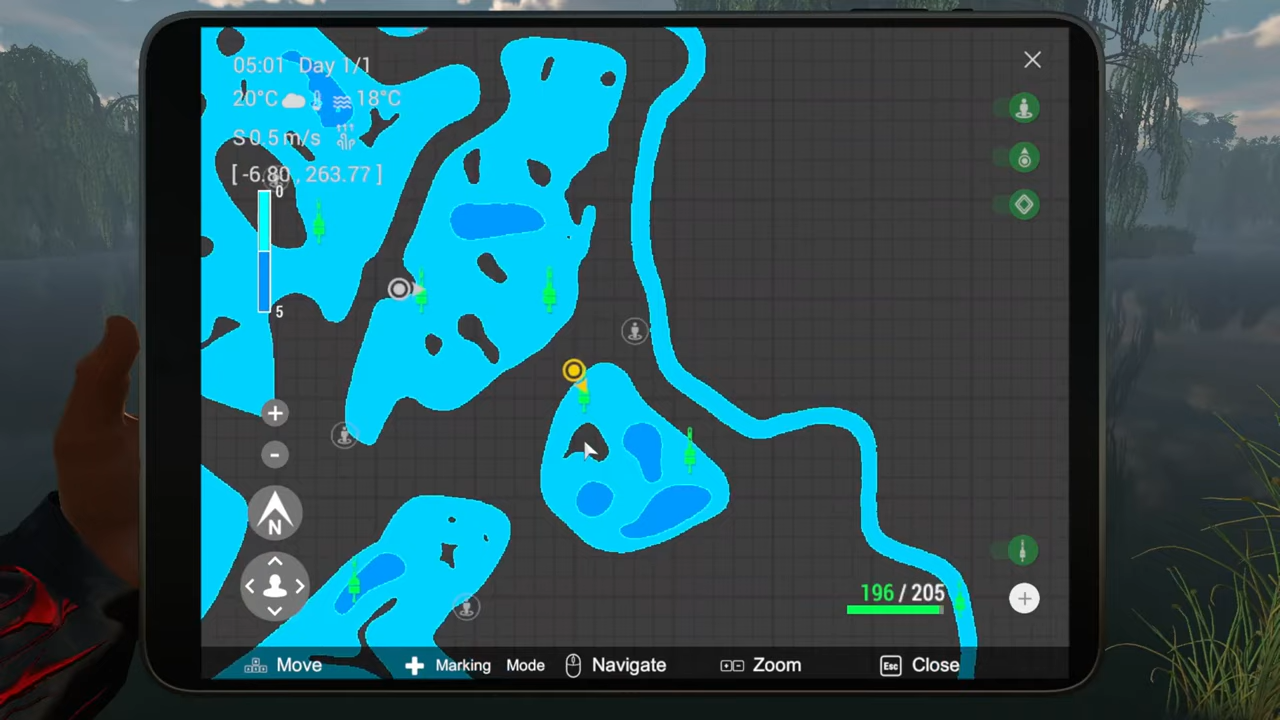 05:01 Day 1/1
20°C 18°C
S 0.5 m/s
[ -6.80 , 263.77 ]
0
5
+
-
N
196 / 205
Move
Marking Mode
Navigate
Zoom
Esc Close